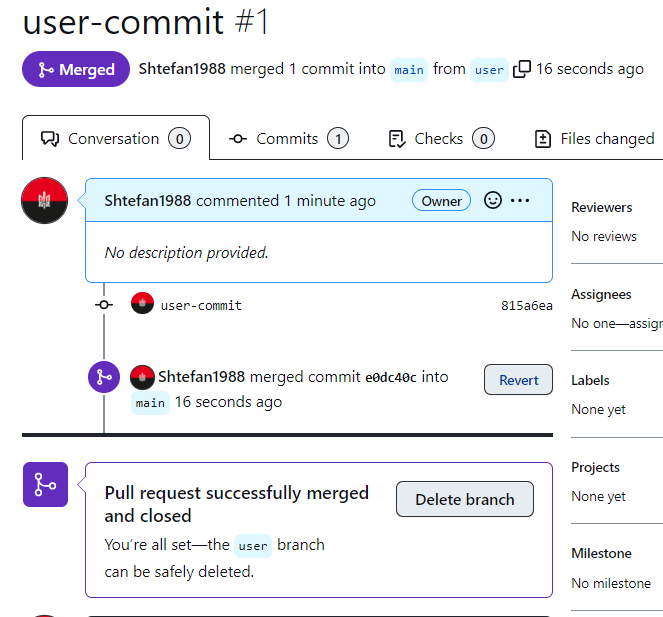 user-commit #1
Merged Shtefan1988 merged 1 commit into main from user 16 seconds ago
Conversation 0 Commits 1 Checks 0 Files changed
Shtefan1988 commented 1 minute ago Owner
No description provided.
user-commit 815a6ea
Shtefan1988 merged commit e0dc40c into
main 16 seconds ago
Revert
Pull request successfully merged
and closed
You’re all set—the user branch
can be safely deleted.
Delete branch
Reviewers
No reviews
Assignees
No one—assign
Labels
None yet
Projects
None yet
Milestone
No milestone